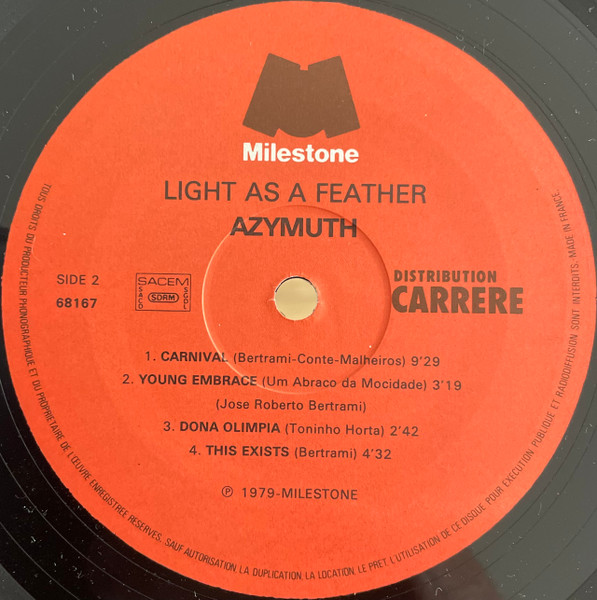 Milestone
LIGHT AS A FEATHER
AZYMUTH
SIDE 2
68167
SACEM
SACD SDRM SGDL
DISTRIBUTION
CARRERE
1. CARNIVAL (Bertrami-Conte-Malheiros) 9'29
2. YOUNG EMBRACE (Um Abraco da Mocidade) 3'19
(Jose Roberto Bertrami)
3. DONA OLIMPIA (Toninho Horta) 2'42
4. THIS EXISTS (Bertrami) 4'32
℗ 1979-MILESTONE
TOUS DROITS DU PRODUCTEUR PHONOGRAPHIQUE ET DU PROPRIETAIRE DE L'ŒUVRE ENREGISTREE RESERVES. SAUF AUTORISATION, LA DUPLICATION, LA LOCATION, LE PRET, L'UTILISATION DE CE DISQUE POUR EXECUTION PUBLIQUE ET RADIODIFFUSION SONT INTERDITS. MADE IN FRANCE.